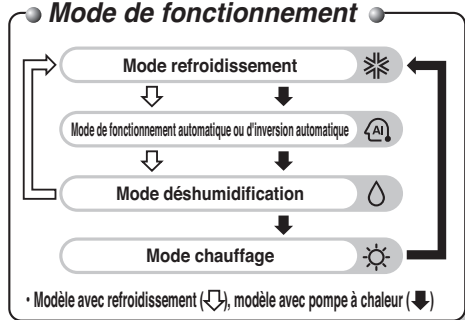 Mode de fonctionnement
Mode refroidissement
Mode de fonctionnement automatique ou d'inversion automatique
AI
Mode déshumidification
Mode chauffage
· Modèle avec refroidissement (⇩), modèle avec pompe à chaleur (🡇)